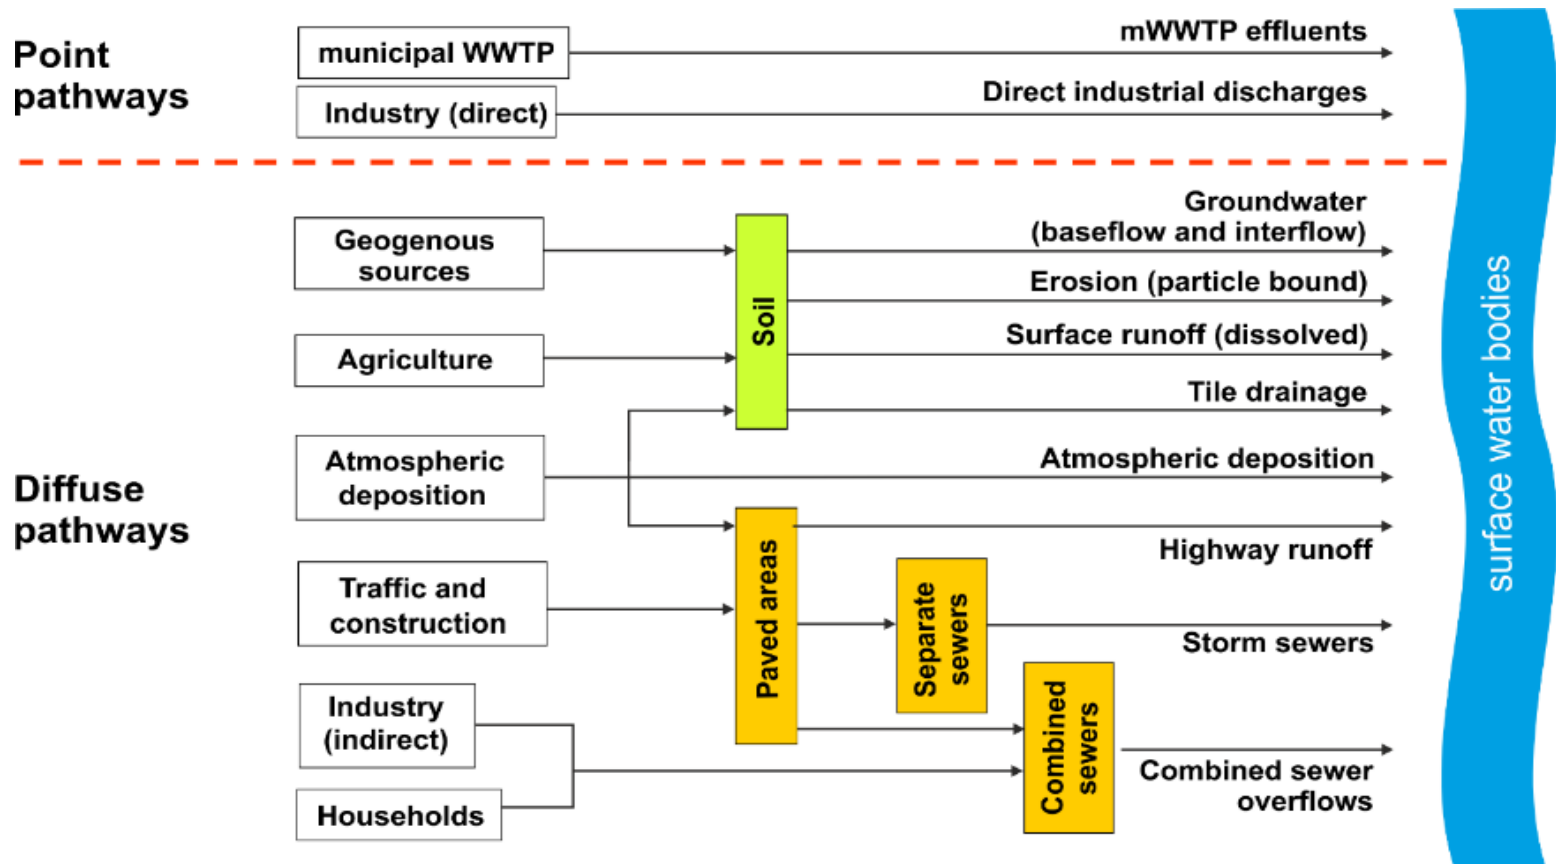 Point
pathways
municipal WWTP
mWWTP effluents
Industry (direct)
Direct industrial discharges
Diffuse
pathways
Geogenous
sources
Agriculture
Atmospheric
deposition
Traffic and
construction
Industry
(indirect)
Households
Soil
Paved areas
Separate
sewers
Combined
sewers
Groundwater
(baseflow and interflow)
Erosion (particle bound)
Surface runoff (dissolved)
Tile drainage
Atmospheric deposition
Highway runoff
Storm sewers
Combined sewer
overflows
surface water bodies